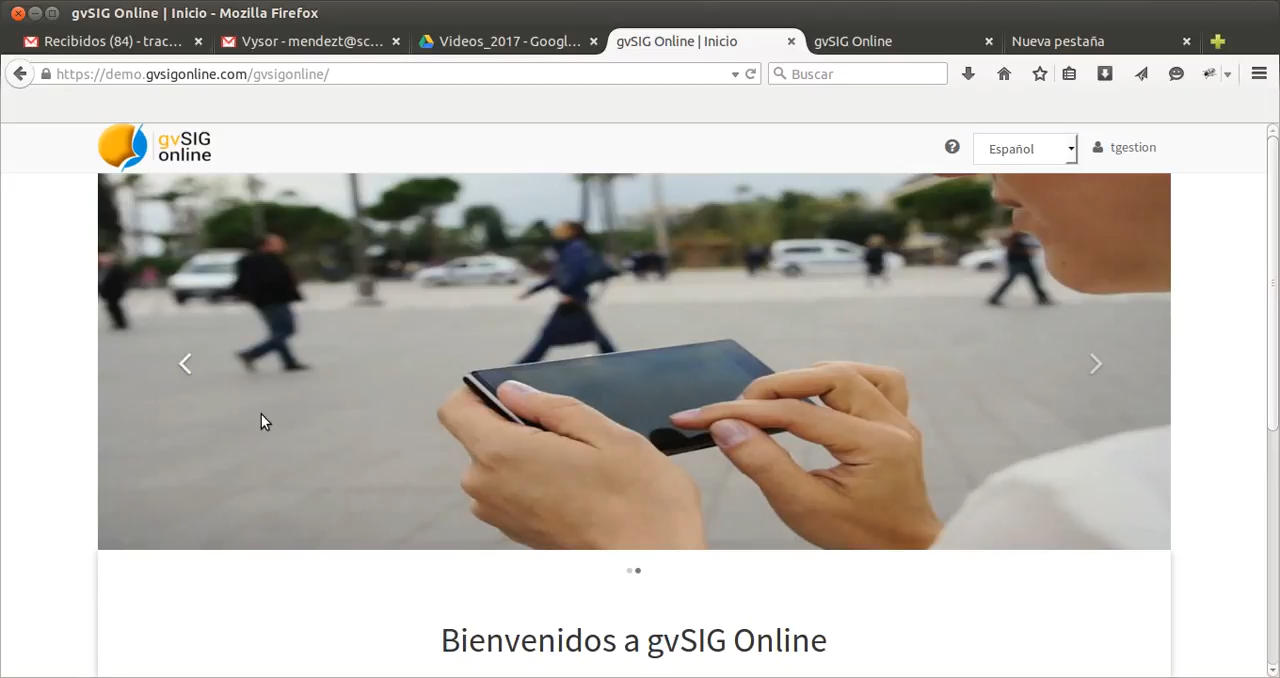 gvSIG Online | Inicio - Mozilla Firefox
Recibidos (84) - trac...
Vysor - mendezt@sc...
Videos_2017 - Googl...
gvSIG Online | Inicio
gvSIG Online
Nueva pestaña
https://demo.gvsigonline.com/gvsigonline/
Buscar
gvSIG
online
Español
tgestion
Bienvenidos a gvSIG Online